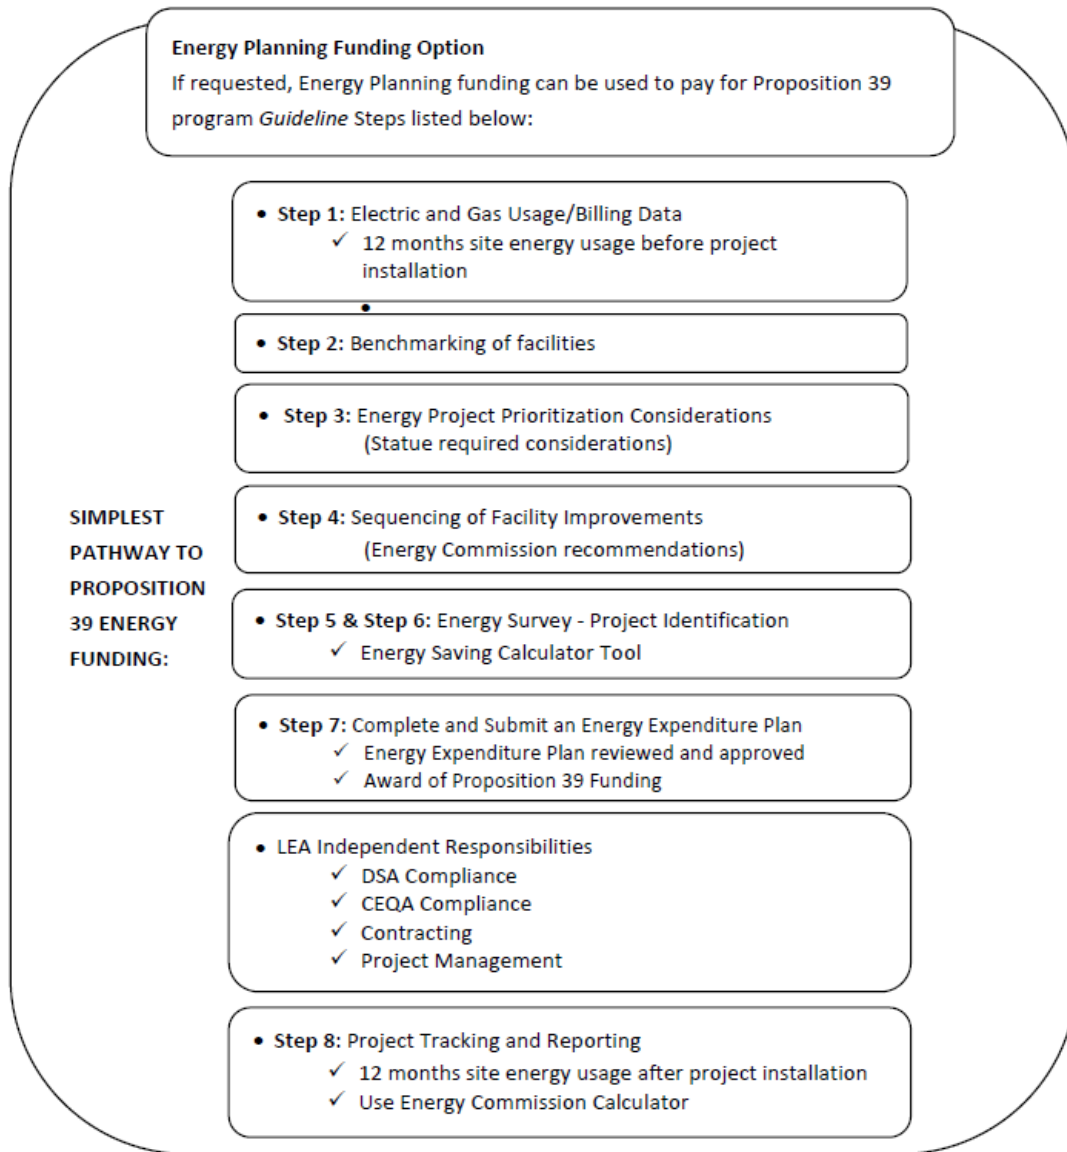 Energy Planning Funding Option
If requested, Energy Planning funding can be used to pay for Proposition 39
program Guideline Steps listed below:
• Step 1: Electric and Gas Usage/Billing Data
✓ 12 months site energy usage before project
installation
•
• Step 2: Benchmarking of facilities
• Step 3: Energy Project Prioritization Considerations
(Statue required considerations)
SIMPLEST
PATHWAY TO
PROPOSITION
39 ENERGY
FUNDING:
• Step 4: Sequencing of Facility Improvements
(Energy Commission recommendations)
• Step 5 & Step 6: Energy Survey - Project Identification
✓ Energy Saving Calculator Tool
• Step 7: Complete and Submit an Energy Expenditure Plan
✓ Energy Expenditure Plan reviewed and approved
✓ Award of Proposition 39 Funding
• LEA Independent Responsibilities
✓ DSA Compliance
✓ CEQA Compliance
✓ Contracting
✓ Project Management
• Step 8: Project Tracking and Reporting
✓ 12 months site energy usage after project installation
✓ Use Energy Commission Calculator